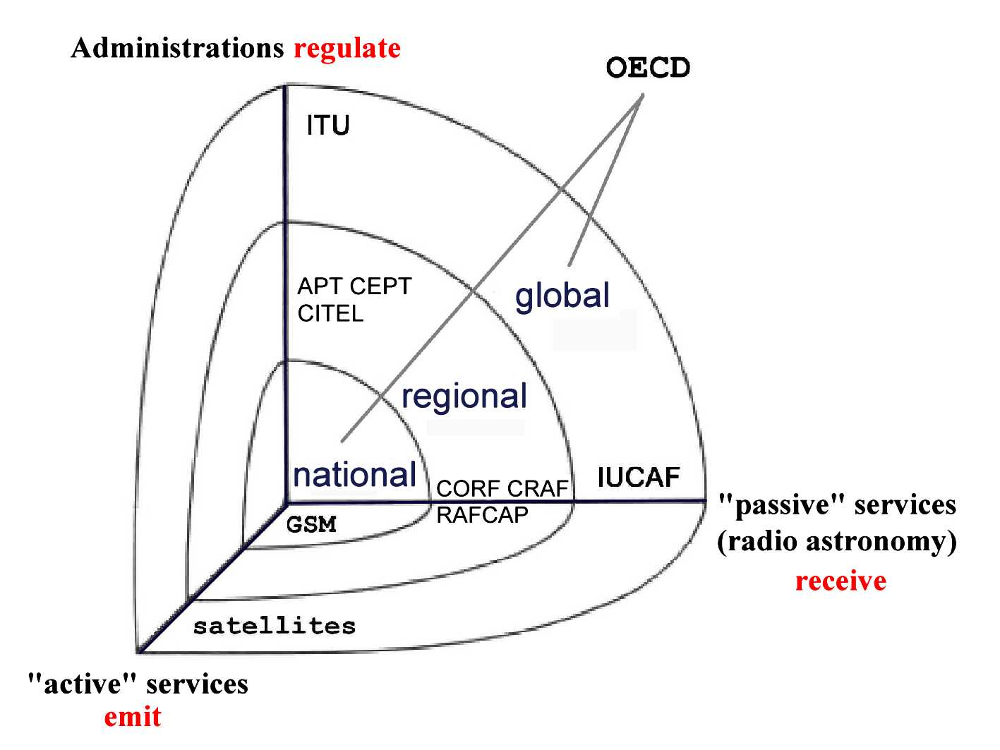 Administrations regulate
OECD
ITU
APT CEPT
CITEL
global
regional
national
IUCAF
CORF CRAF
RAFCAP
GSM
"passive" services
(radio astronomy)
receive
satellites
"active" services
emit